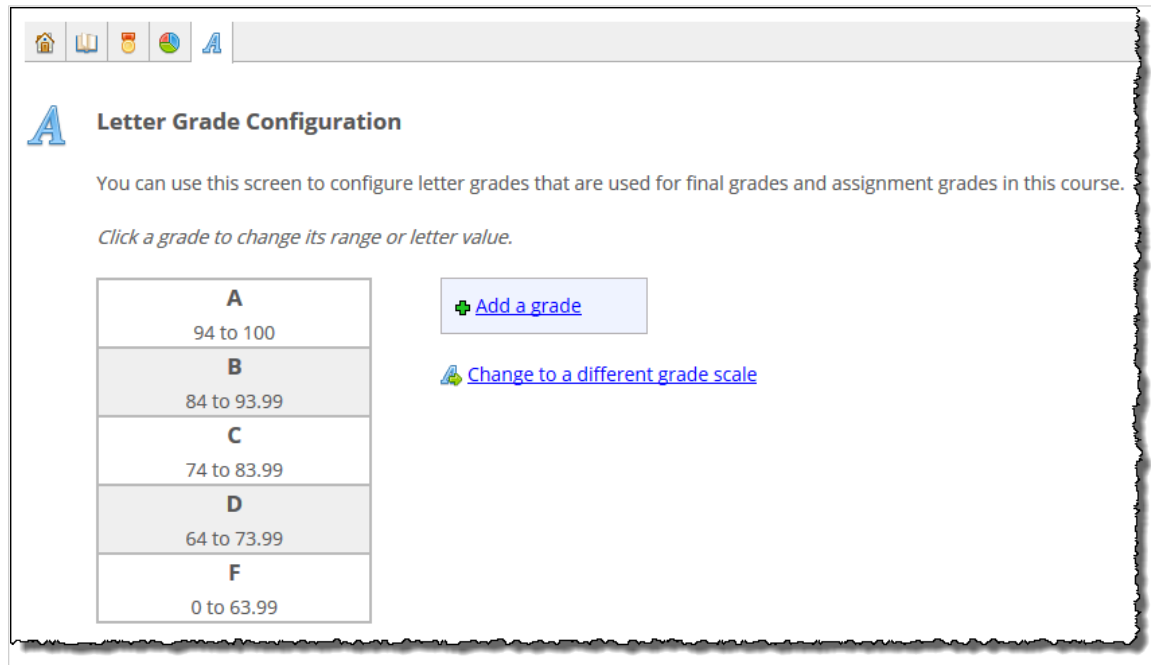 Letter Grade Configuration
You can use this screen to configure letter grades that are used for final grades and assignment grades in this course.
Click a grade to change its range or letter value.
A
94 to 100
B
84 to 93.99
C
74 to 83.99
D
64 to 73.99
F
0 to 63.99
Add a grade
Change to a different grade scale